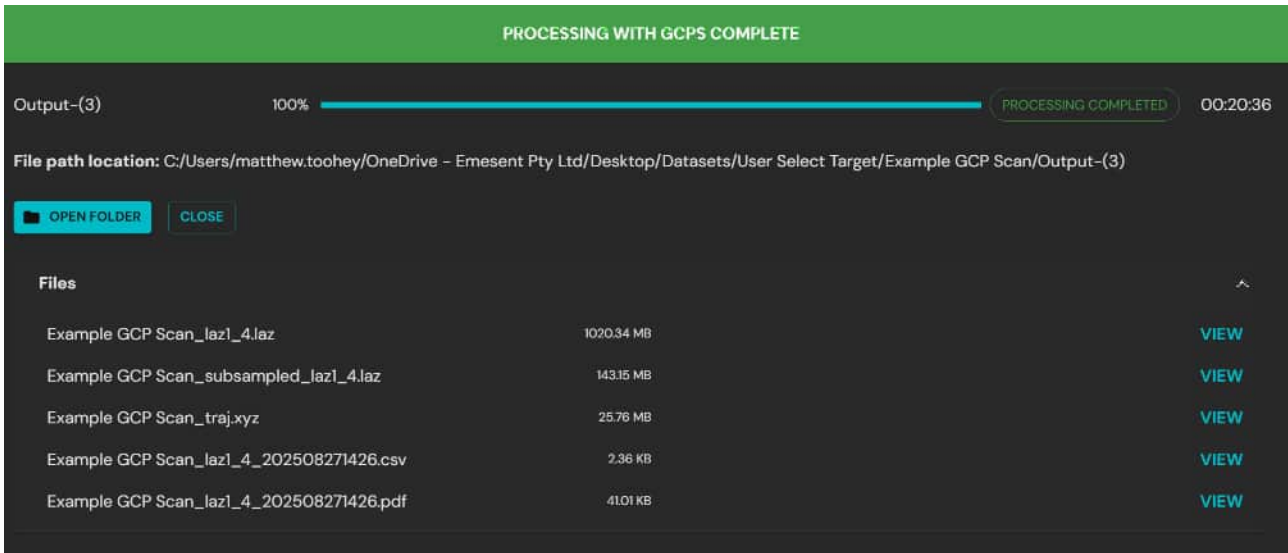 PROCESSING WITH GCPS COMPLETE
Output-(3) 100% PROCESSING COMPLETED 00:20:36
File path location: C:/Users/matthew.toohey/OneDrive - Emesent Pty Ltd/Desktop/Datasets/User Select Target/Example GCP Scan/Output-(3)
OPEN FOLDER CLOSE
Files
Example GCP Scan_laz1_4.laz 1020.34 MB VIEW
Example GCP Scan_subsampled_laz1_4.laz 143.15 MB VIEW
Example GCP Scan_traj.xyz 25.76 MB VIEW
Example GCP Scan_laz1_4_202508271426.csv 2.36 KB VIEW
Example GCP Scan_laz1_4_202508271426.pdf 41.01 KB VIEW